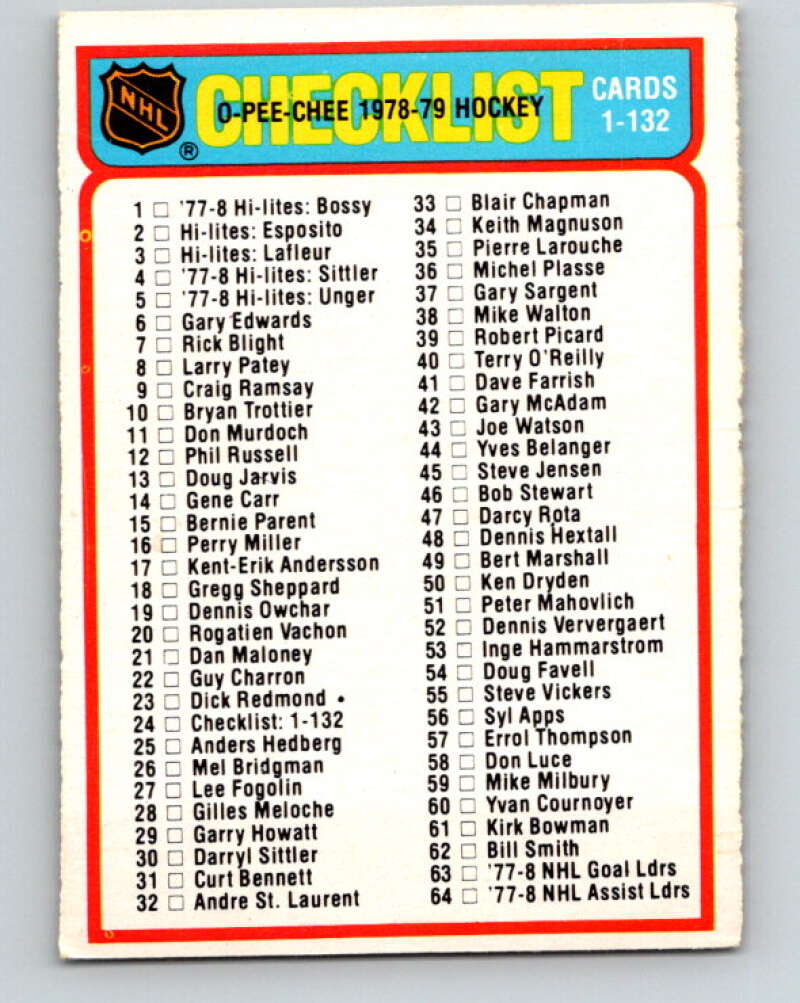 NHL
®
CHECKLIST
O-PEE-CHEE 1978-79 HOCKEY
CARDS
1-132
1 □ '77-8 Hi-lites: Bossy
2 □ Hi-lites: Esposito
3 □ Hi-lites: Lafleur
4 □ '77-8 Hi-lites: Sittler
5 □ '77-8 Hi-lites: Unger
6 □ Gary Edwards
7 □ Rick Blight
8 □ Larry Patey
9 □ Craig Ramsay
10 □ Bryan Trottier
11 □ Don Murdoch
12 □ Phil Russell
13 □ Doug Jarvis
14 □ Gene Carr
15 □ Bernie Parent
16 □ Perry Miller
17 □ Kent-Erik Andersson
18 □ Gregg Sheppard
19 □ Dennis Owchar
20 □ Rogatien Vachon
21 □ Dan Maloney
22 □ Guy Charron
23 □ Dick Redmond
24 □ Checklist: 1-132
25 □ Anders Hedberg
26 □ Mel Bridgman
27 □ Lee Fogolin
28 □ Gilles Meloche
29 □ Garry Howatt
30 □ Darryl Sittler
31 □ Curt Bennett
32 □ Andre St. Laurent
33 □ Blair Chapman
34 □ Keith Magnuson
35 □ Pierre Larouche
36 □ Michel Plasse
37 □ Gary Sargent
38 □ Mike Walton
39 □ Robert Picard
40 □ Terry O'Reilly
41 □ Dave Farrish
42 □ Gary McAdam
43 □ Joe Watson
44 □ Yves Belanger
45 □ Steve Jensen
46 □ Bob Stewart
47 □ Darcy Rota
48 □ Dennis Hextall
49 □ Bert Marshall
50 □ Ken Dryden
51 □ Peter Mahovlich
52 □ Dennis Ververgaert
53 □ Inge Hammarstrom
54 □ Doug Favell
55 □ Steve Vickers
56 □ Syl Apps
57 □ Errol Thompson
58 □ Don Luce
59 □ Mike Milbury
60 □ Yvan Cournoyer
61 □ Kirk Bowman
62 □ Bill Smith
63 □ '77-8 NHL Goal Ldrs
64 □ '77-8 NHL Assist Ldrs